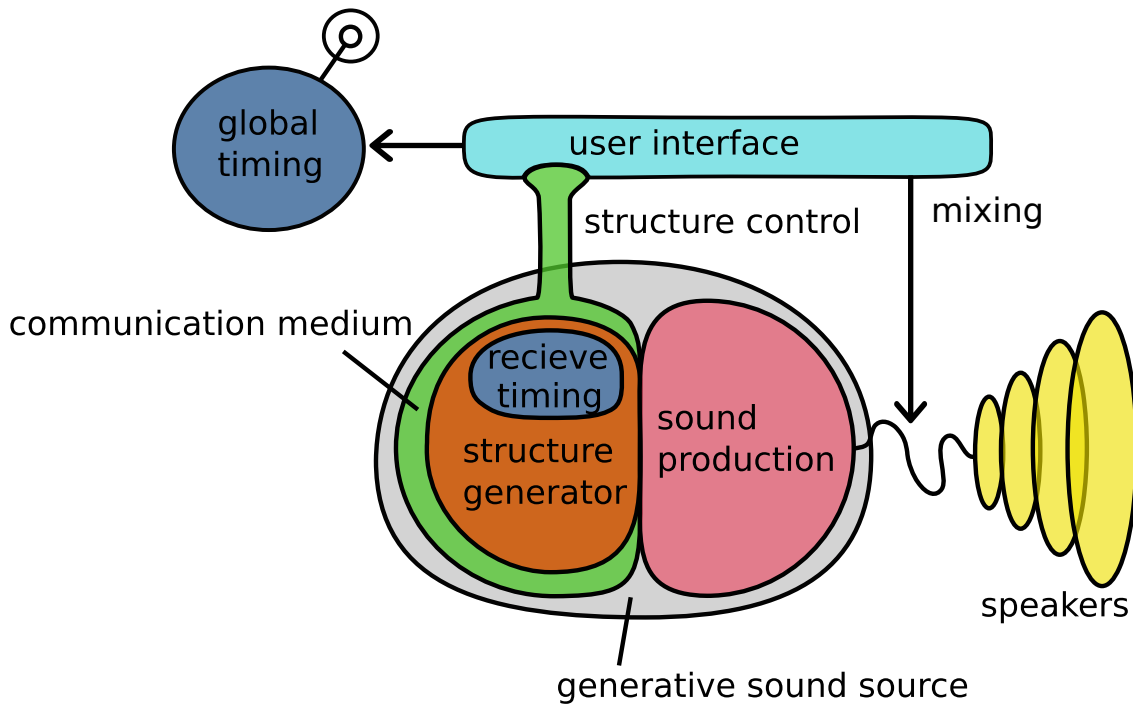 global
timing
user interface
mixing
structure control
communication medium
recieve
timing
sound
production
structure
generator
speakers
generative sound source